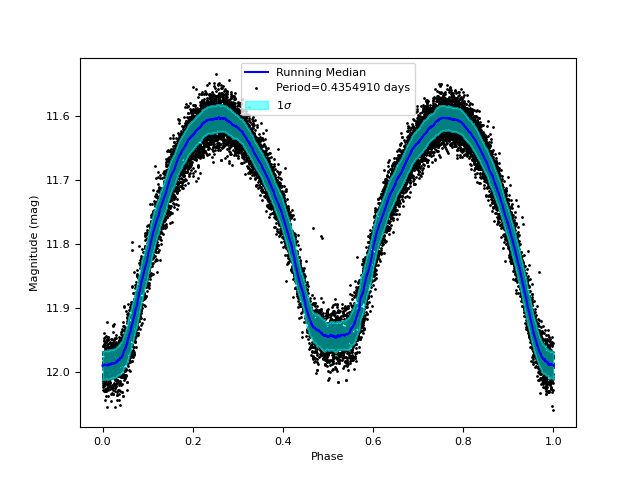 Running Median
Period=0.4354910 days
1σ
11.6
11.7
11.8
11.9
12.0
Magnitude (mag)
0.0 0.2 0.4 0.6 0.8 1.0
Phase